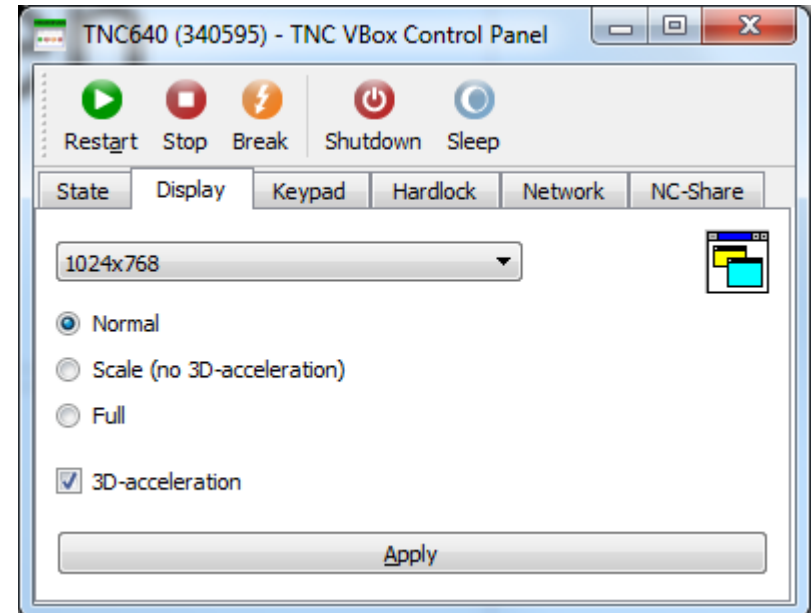 TNC640 (340595) - TNC VBox Control Panel
Restart Stop Break Shutdown Sleep
State Display Keypad Hardlock Network NC-Share
1024x768
Normal
Scale (no 3D-acceleration)
Full
3D-acceleration
Apply